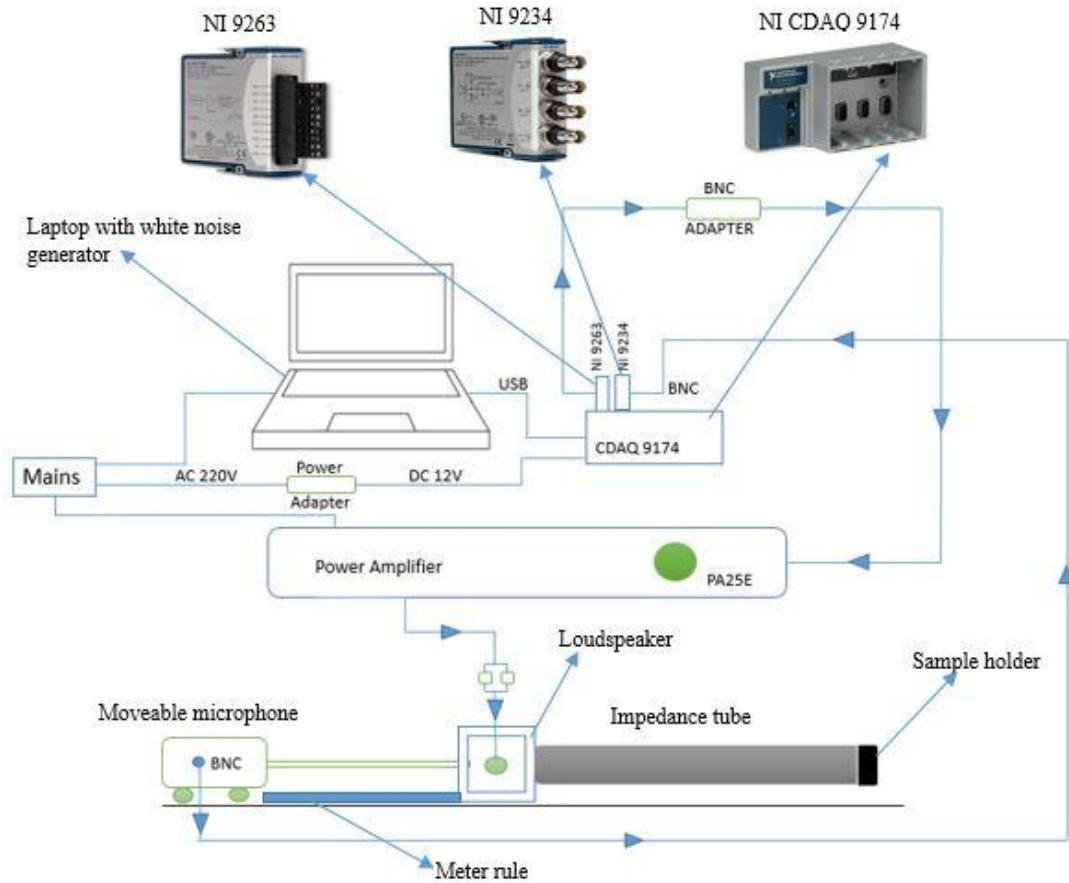 NI 9263
NI 9234
NI CDAQ 9174
BNC
ADAPTER
Laptop with white noise
generator
NI 9263
NI 9234
USB
BNC
CDAQ 9174
Mains
AC 220V
Power
Adapter
DC 12V
Power Amplifier
PA25E
Loudspeaker
Sample holder
Moveable microphone
Impedance tube
BNC
Meter rule